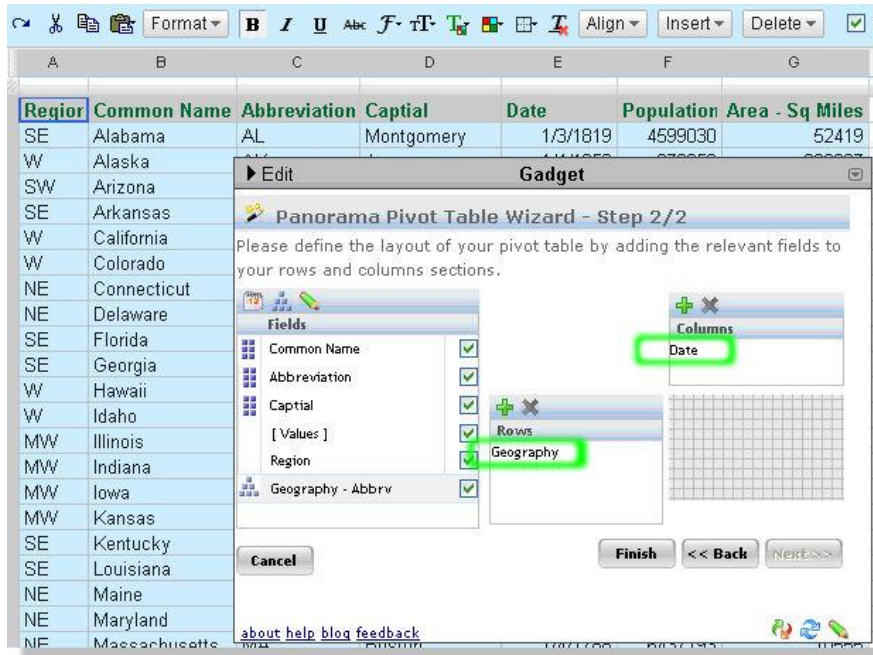 Format B I U Abc F TT T Align Insert Delete
A B C D E F G
Region Common Name Abbreviation Captial Date Population Area - Sq Miles
SE Alabama AL Montgomery 1/3/1819 4599030 52419
W Alaska
SW Arizona
SE Arkansas
W California
W Colorado
NE Connecticut
NE Delaware
SE Florida
SE Georgia
W Hawaii
W Idaho
MW Illinois
MW Indiana
MW Iowa
MW Kansas
SE Kentucky
SE Louisiana
NE Maine
NE Maryland
NE Massachusetts
Edit Gadget
Panorama Pivot Table Wizard - Step 2/2
Please define the layout of your pivot table by adding the relevant fields to
your rows and columns sections.
12
Fields
Common Name
Abbreviation
Captial
[ Values ]
Region
Geography - Abbrv
Columns
Date
Rows
Geography
Cancel Finish << Back Next >>
about help blog feedback